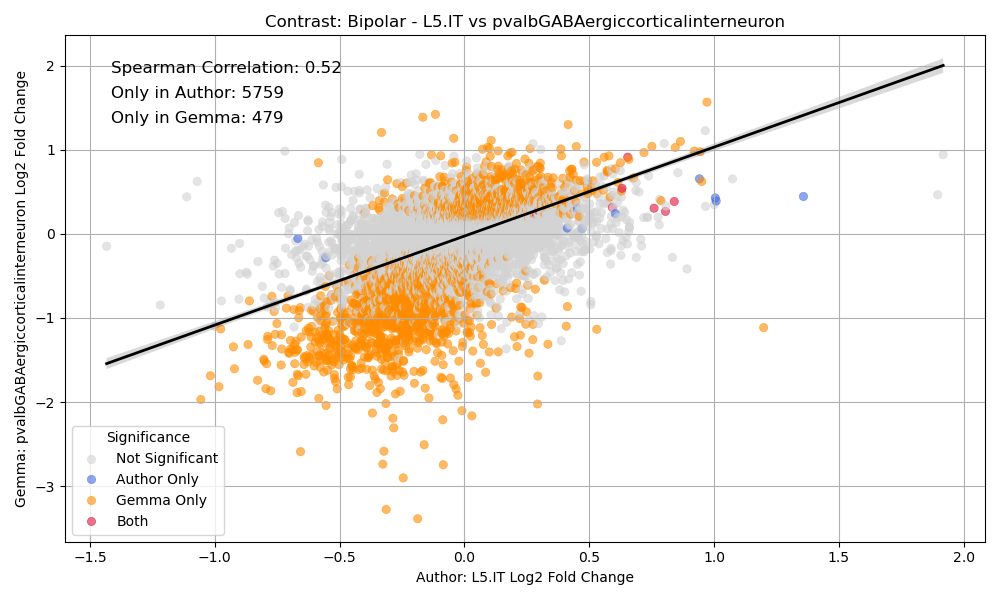 Contrast: Bipolar - L5.IT vs pvalbGABAergiccorticalinterneuron
Spearman Correlation: 0.52
Only in Author: 5759
Only in Gemma: 479
Gemma: pvalbGABAergiccorticalinterneuron Log2 Fold Change
2
1
0
−1
−2
−3
Significance
Not Significant
Author Only
Gemma Only
Both
−1.5 −1.0 −0.5 0.0 0.5 1.0 1.5 2.0
Author: L5.IT Log2 Fold Change